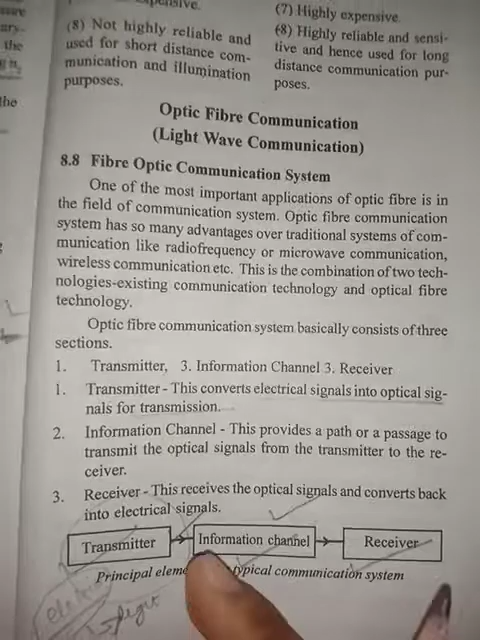 (8) Not highly reliable and
used for short distance com-
munication and illumination
purposes.
(7) Highly expensive.
(8) Highly reliable and sensi-
tive and hence used for long
distance communication pur-
poses.
Optic Fibre Communication
(Light Wave Communication)
8.8 Fibre Optic Communication System
One of the most important applications of optic fibre is in
the field of communication system. Optic fibre communication
system has so many advantages over traditional systems of com-
munication like radiofrequency or microwave communication,
wireless communication etc. This is the combination of two tech-
nologies-existing communication technology and optical fibre
technology.
Optic fibre communication system basically consists of three
sections.
1. Transmitter, 3. Information Channel 3. Receiver
1. Transmitter - This converts electrical signals into optical sig-
nals for transmission.
2. Information Channel - This provides a path or a passage to
transmit the optical signals from the transmitter to the re-
ceiver.
3. Receiver - This receives the optical signals and converts back
into electrical signals.
Transmitter Information channel Receiver
Principal typical communication system